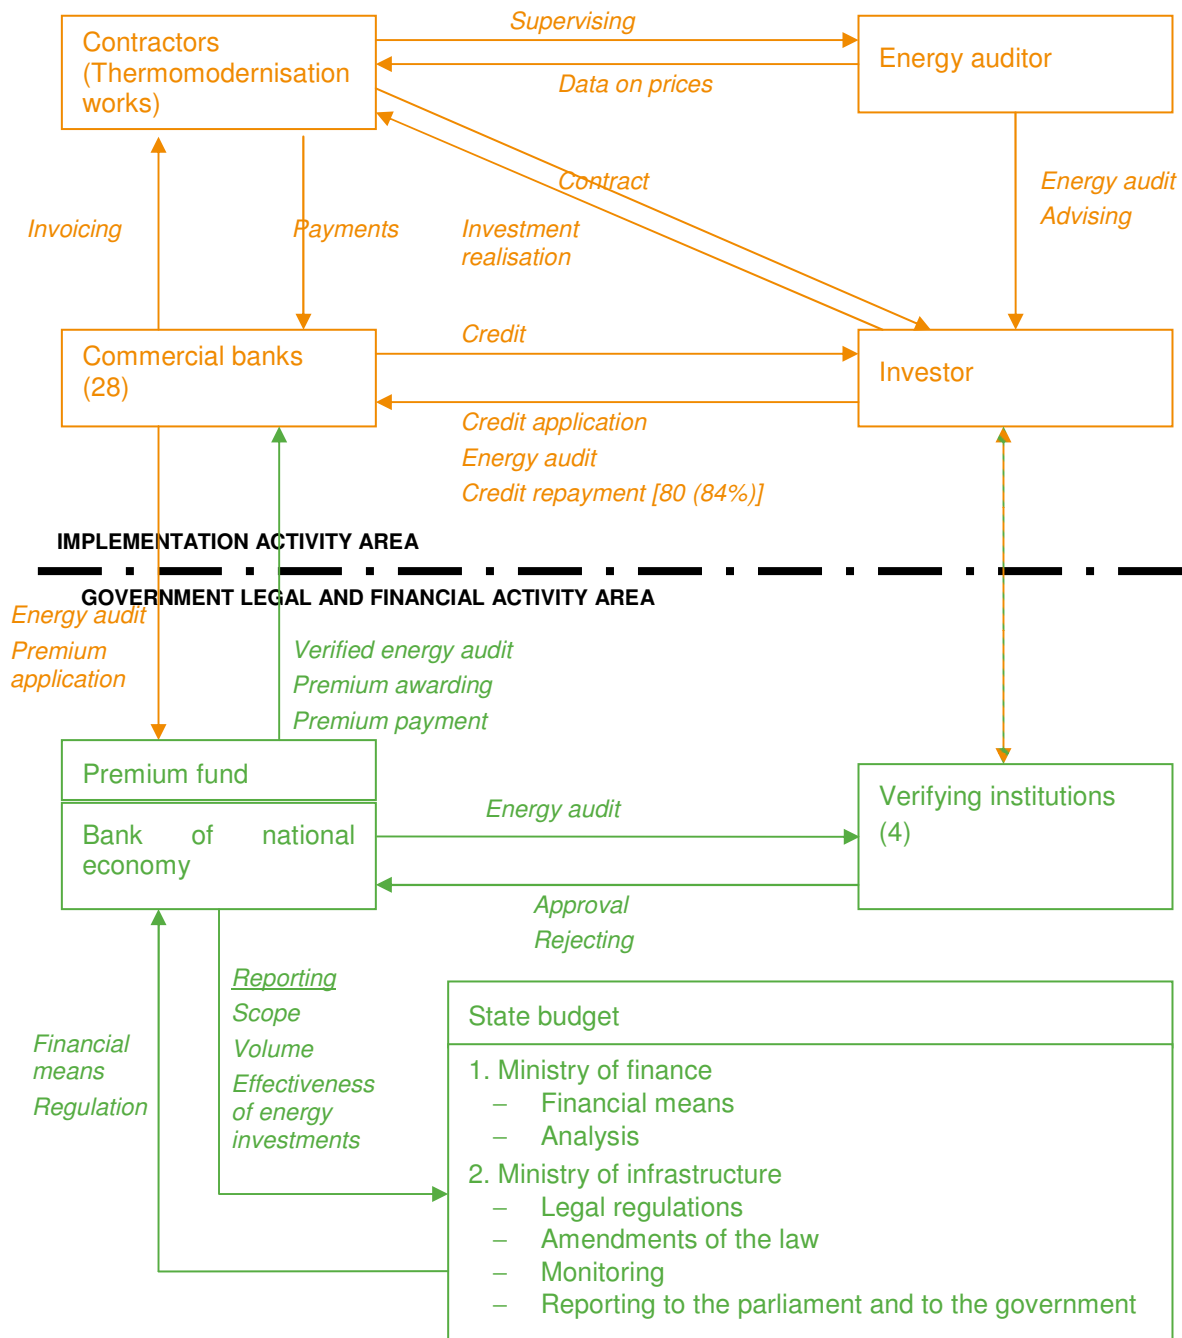 Supervising
Contractors
(Thermomodernisation
works)
Energy auditor
Data on prices
Contract
Energy audit
Advising
Invoicing
Payments
Investment
realisation
Credit
Commercial banks
(28)
Investor
Credit application
Energy audit
Credit repayment [80 (84%)]
IMPLEMENTATION ACTIVITY AREA
GOVERNMENT LEGAL AND FINANCIAL ACTIVITY AREA
Energy audit
Premium
application
Verified energy audit
Premium awarding
Premium payment
Premium fund
Bank of national
economy
Energy audit
Verifying institutions
(4)
Approval
Rejecting
Financial
means
Regulation
Reporting
Scope
Volume
Effectiveness
of energy
investments
State budget
1. Ministry of finance
– Financial means
– Analysis
2. Ministry of infrastructure
– Legal regulations
– Amendments of the law
– Monitoring
– Reporting to the parliament and to the government